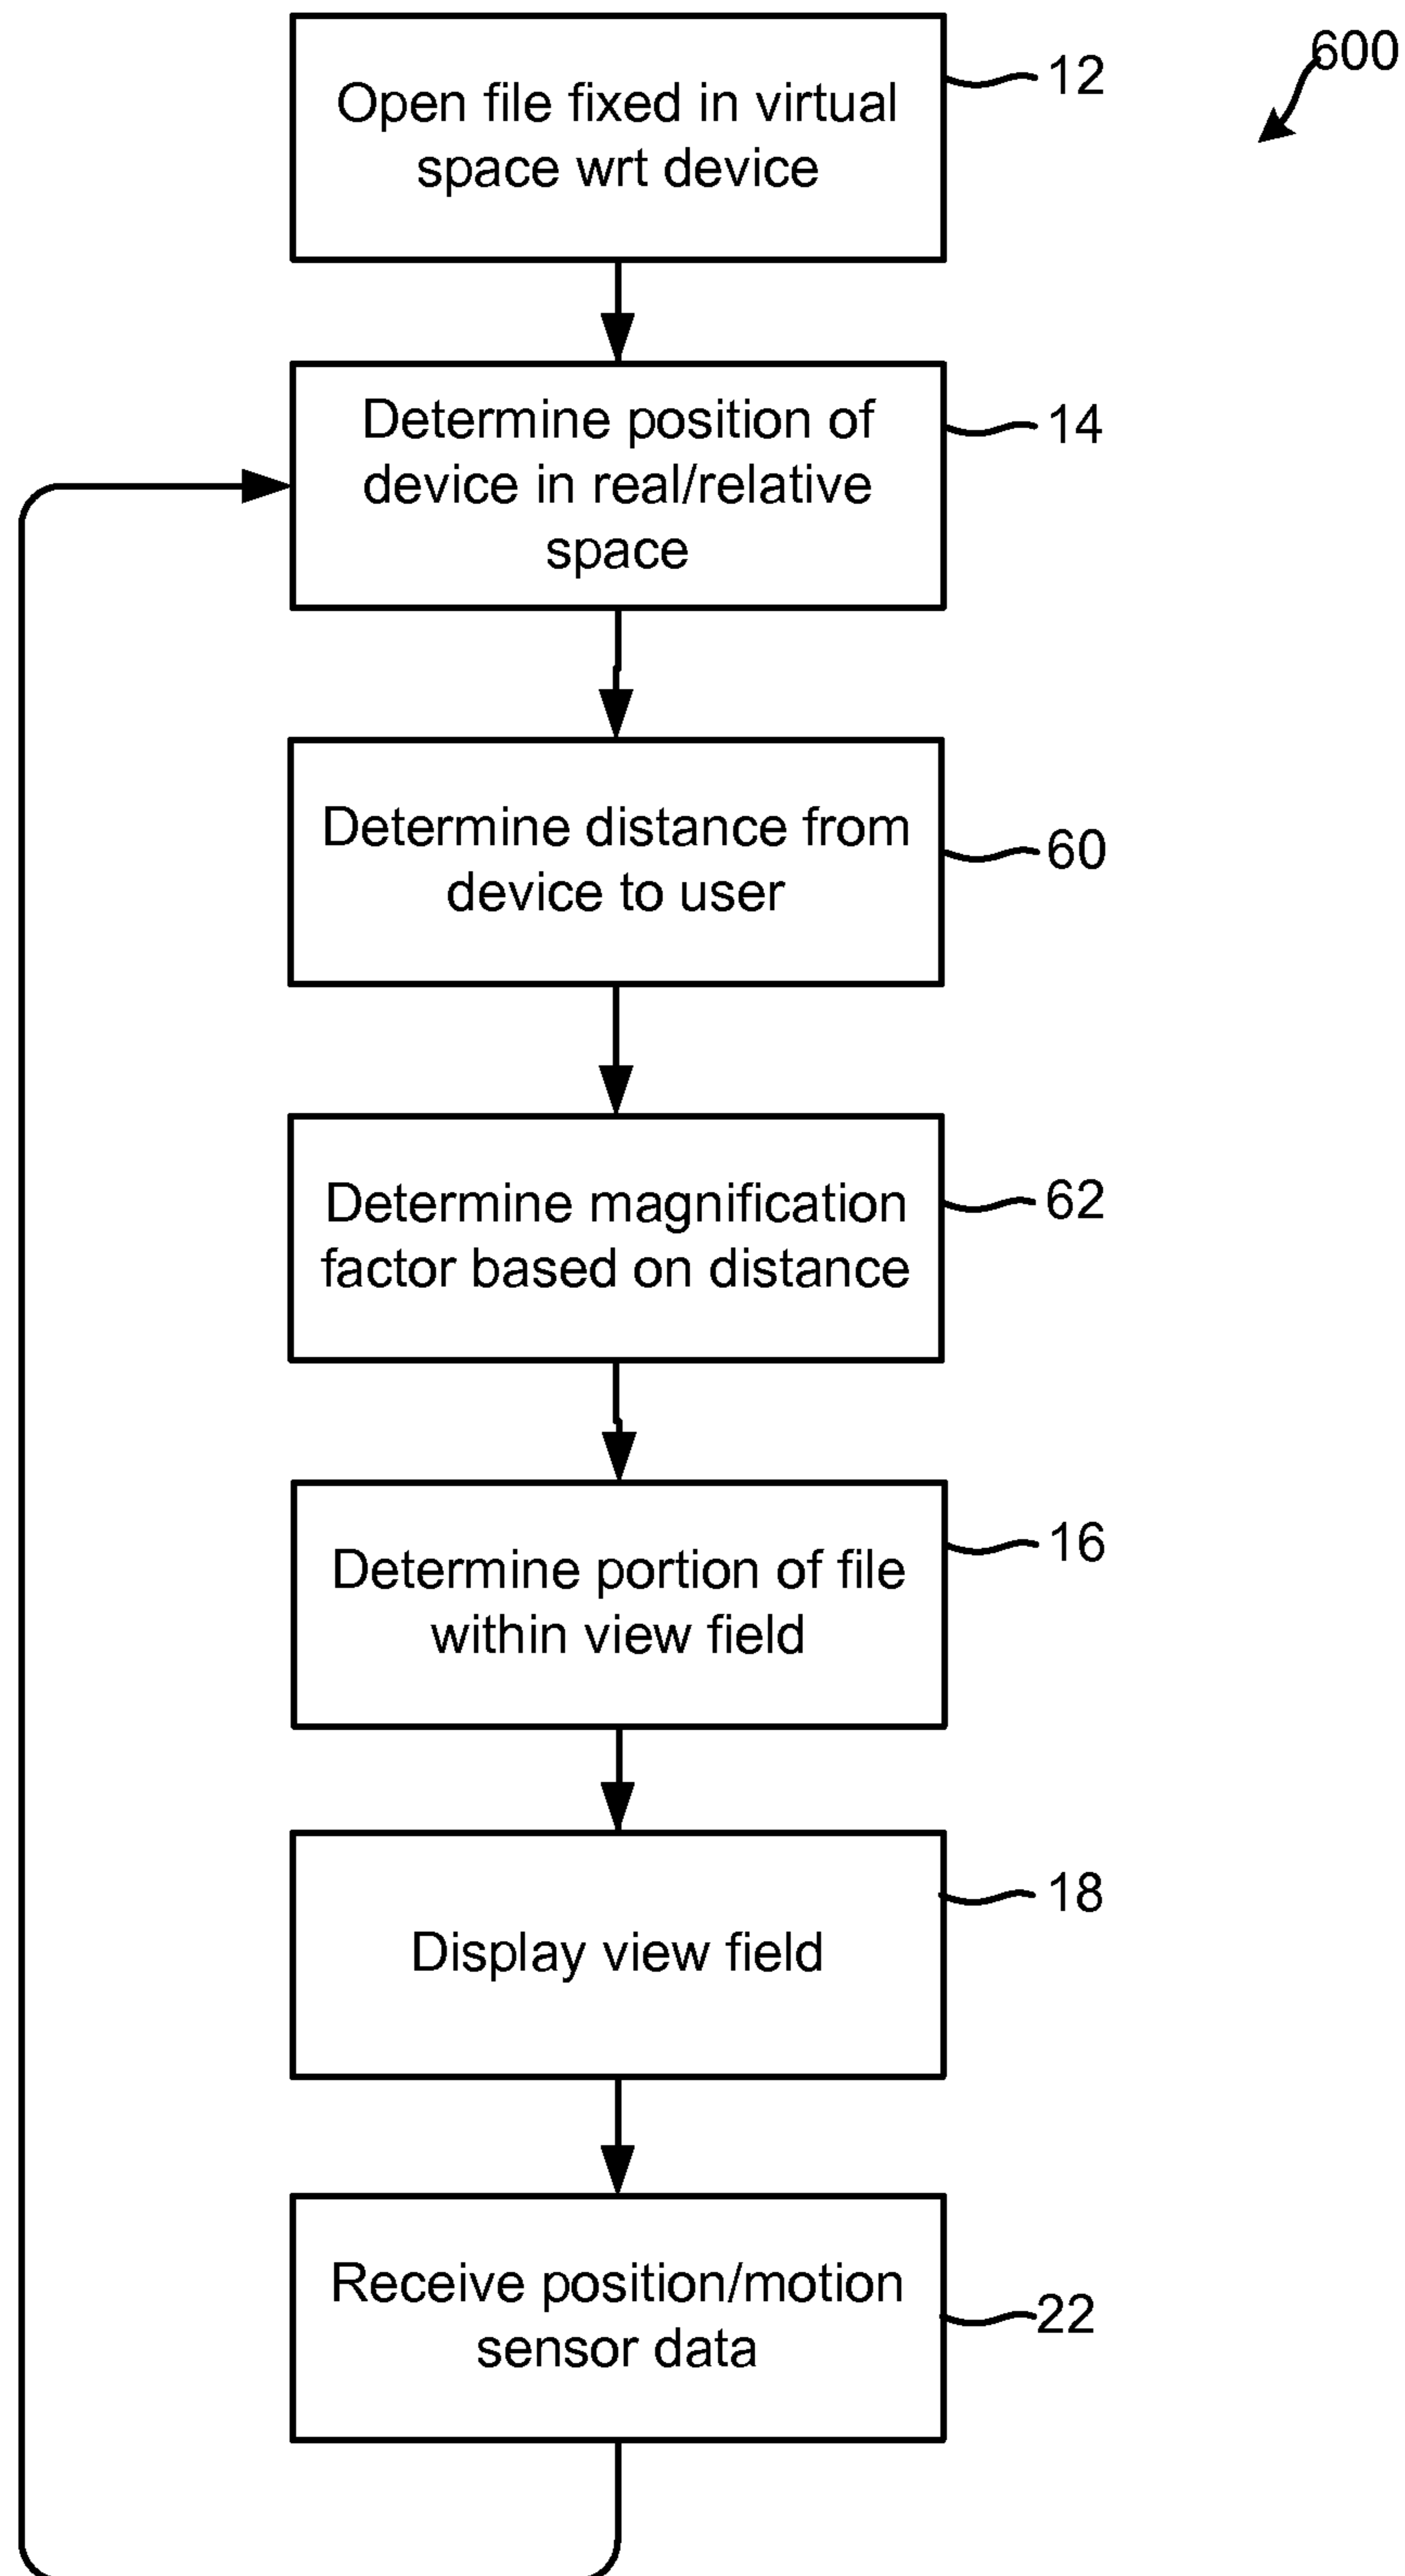 600
Open file fixed in virtual
space wrt device
12
Determine position of
device in real/relative
space
14
Determine distance from
device to user
60
Determine magnification
factor based on distance
62
Determine portion of file
within view field
16
Display view field
18
Receive position/motion
sensor data
22